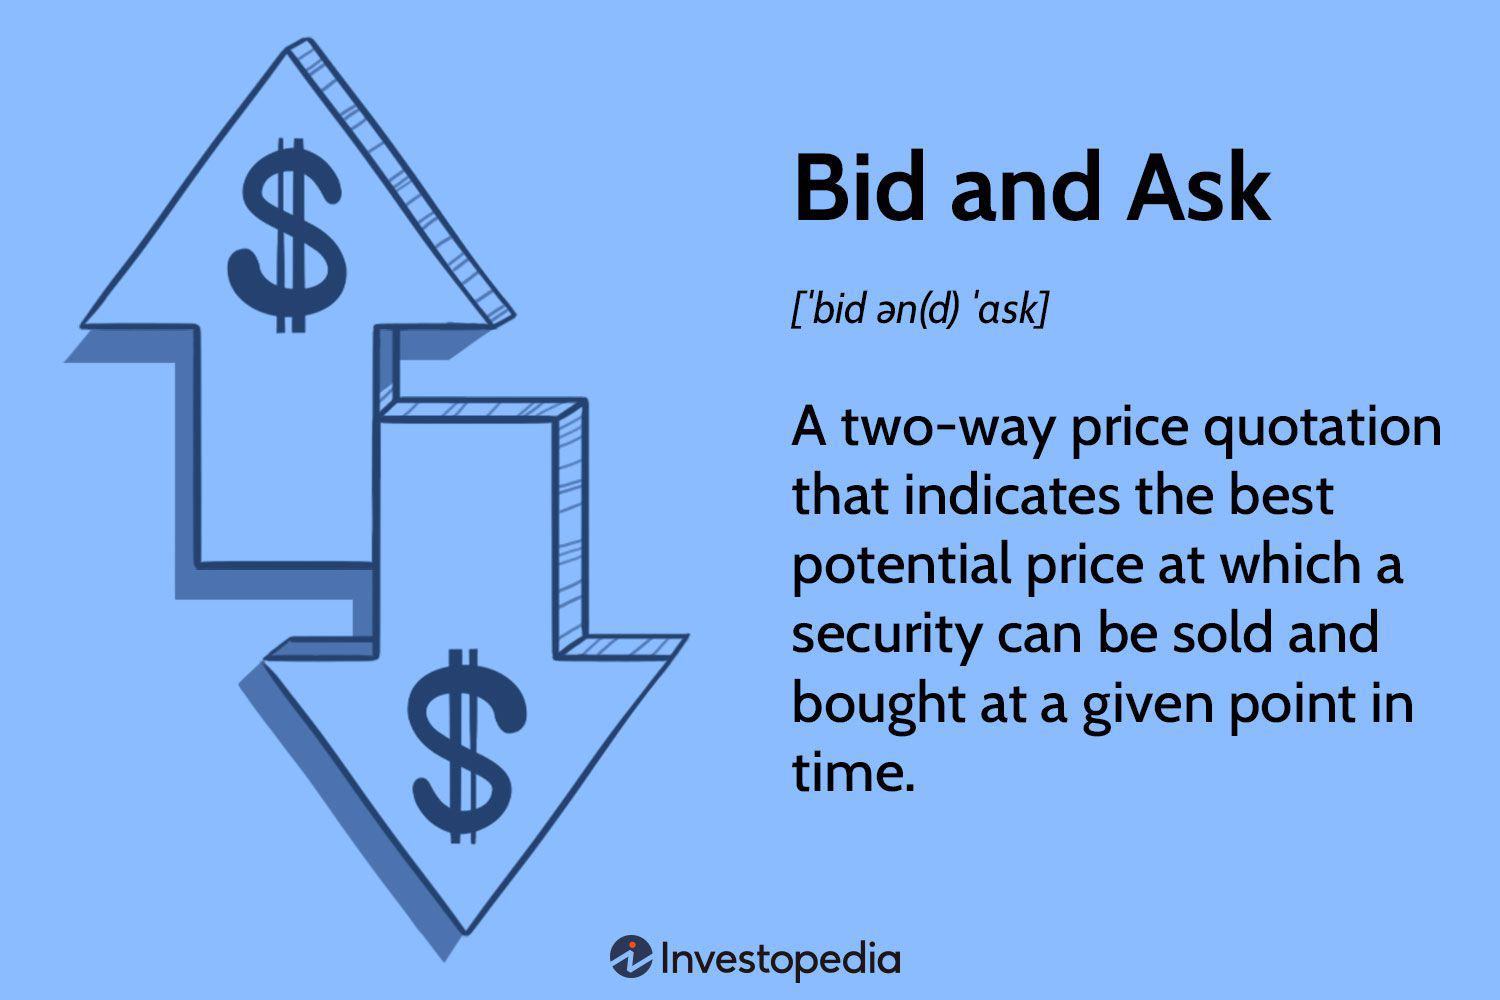 $
Bid and Ask
[ˈbid ən(d) ˈask]
A two-way price quotation
that indicates the best
potential price at which a
security can be sold and
bought at a given point in
time.
$
Investopedia